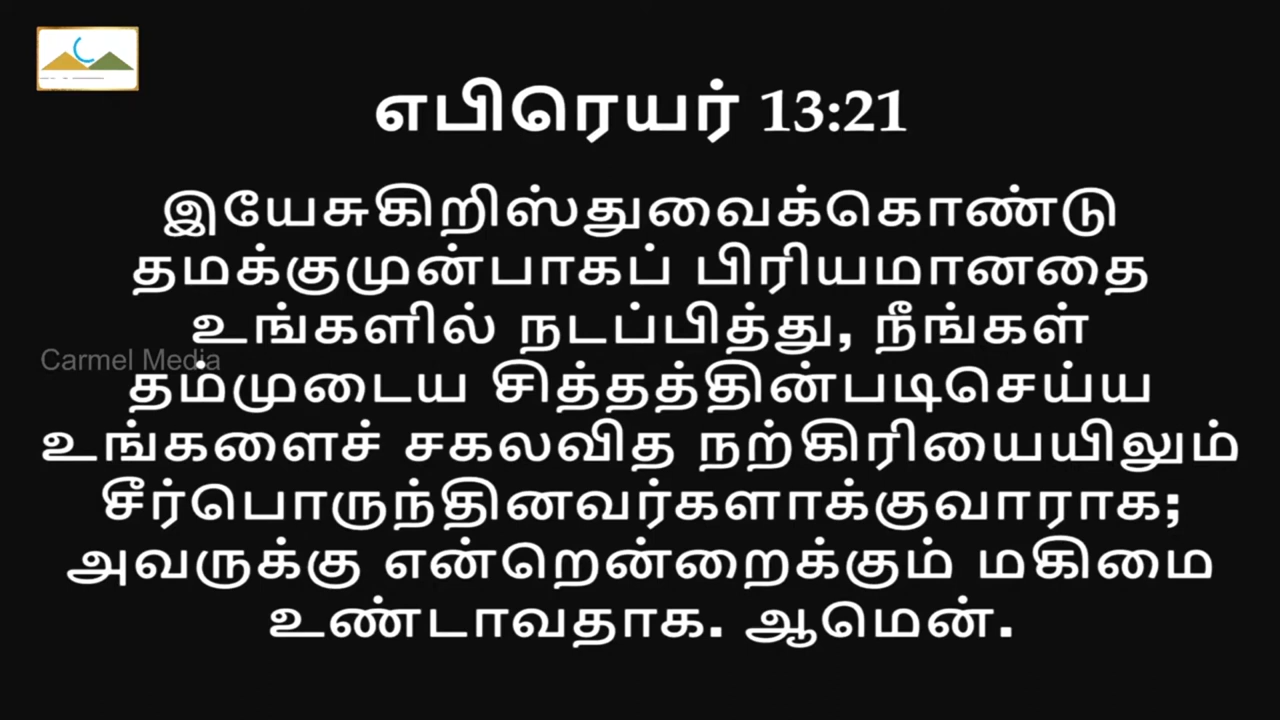 எபிரெயர் 13:21
இயேசுகிறிஸ்துவைக்கொண்டு
தமக்குமுன்பாகப் பிரியமானதை
உங்களில் நடப்பித்து, நீங்கள்
Carmel Media
தம்முடைய சித்தத்தின்படிசெய்ய
உங்களைச் சகலவித நற்கிரியையிலும்
சீர்பொருந்தினவர்களாக்குவாராக;
அவருக்கு என்றென்றைக்கும் மகிமை
உண்டாவதாக. ஆமென்.